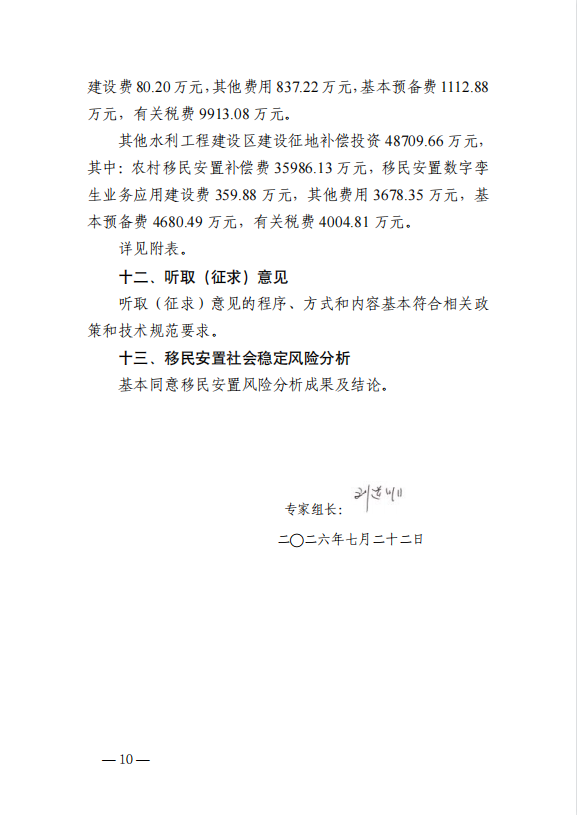 建设费 80.20 万元，其他费用 837.22 万元，基本预备费 1112.88
万元，有关税费 9913.08 万元。
其他水利工程建设区建设征地补偿投资 48709.66 万元，
其中：农村移民安置补偿费 35986.13 万元，移民安置数字孪
生业务应用建设费 359.88 万元，其他费用 3678.35 万元，基
本预备费 4680.49 万元，有关税费 4004.81 万元。
详见附表。
十二、听取（征求）意见
听取（征求）意见的程序、方式和内容基本符合相关政
策和技术规范要求。
十三、移民安置社会稳定风险分析
基本同意移民安置风险分析成果及结论。
专家组长：
二〇二六年七月二十二日
— 10 —